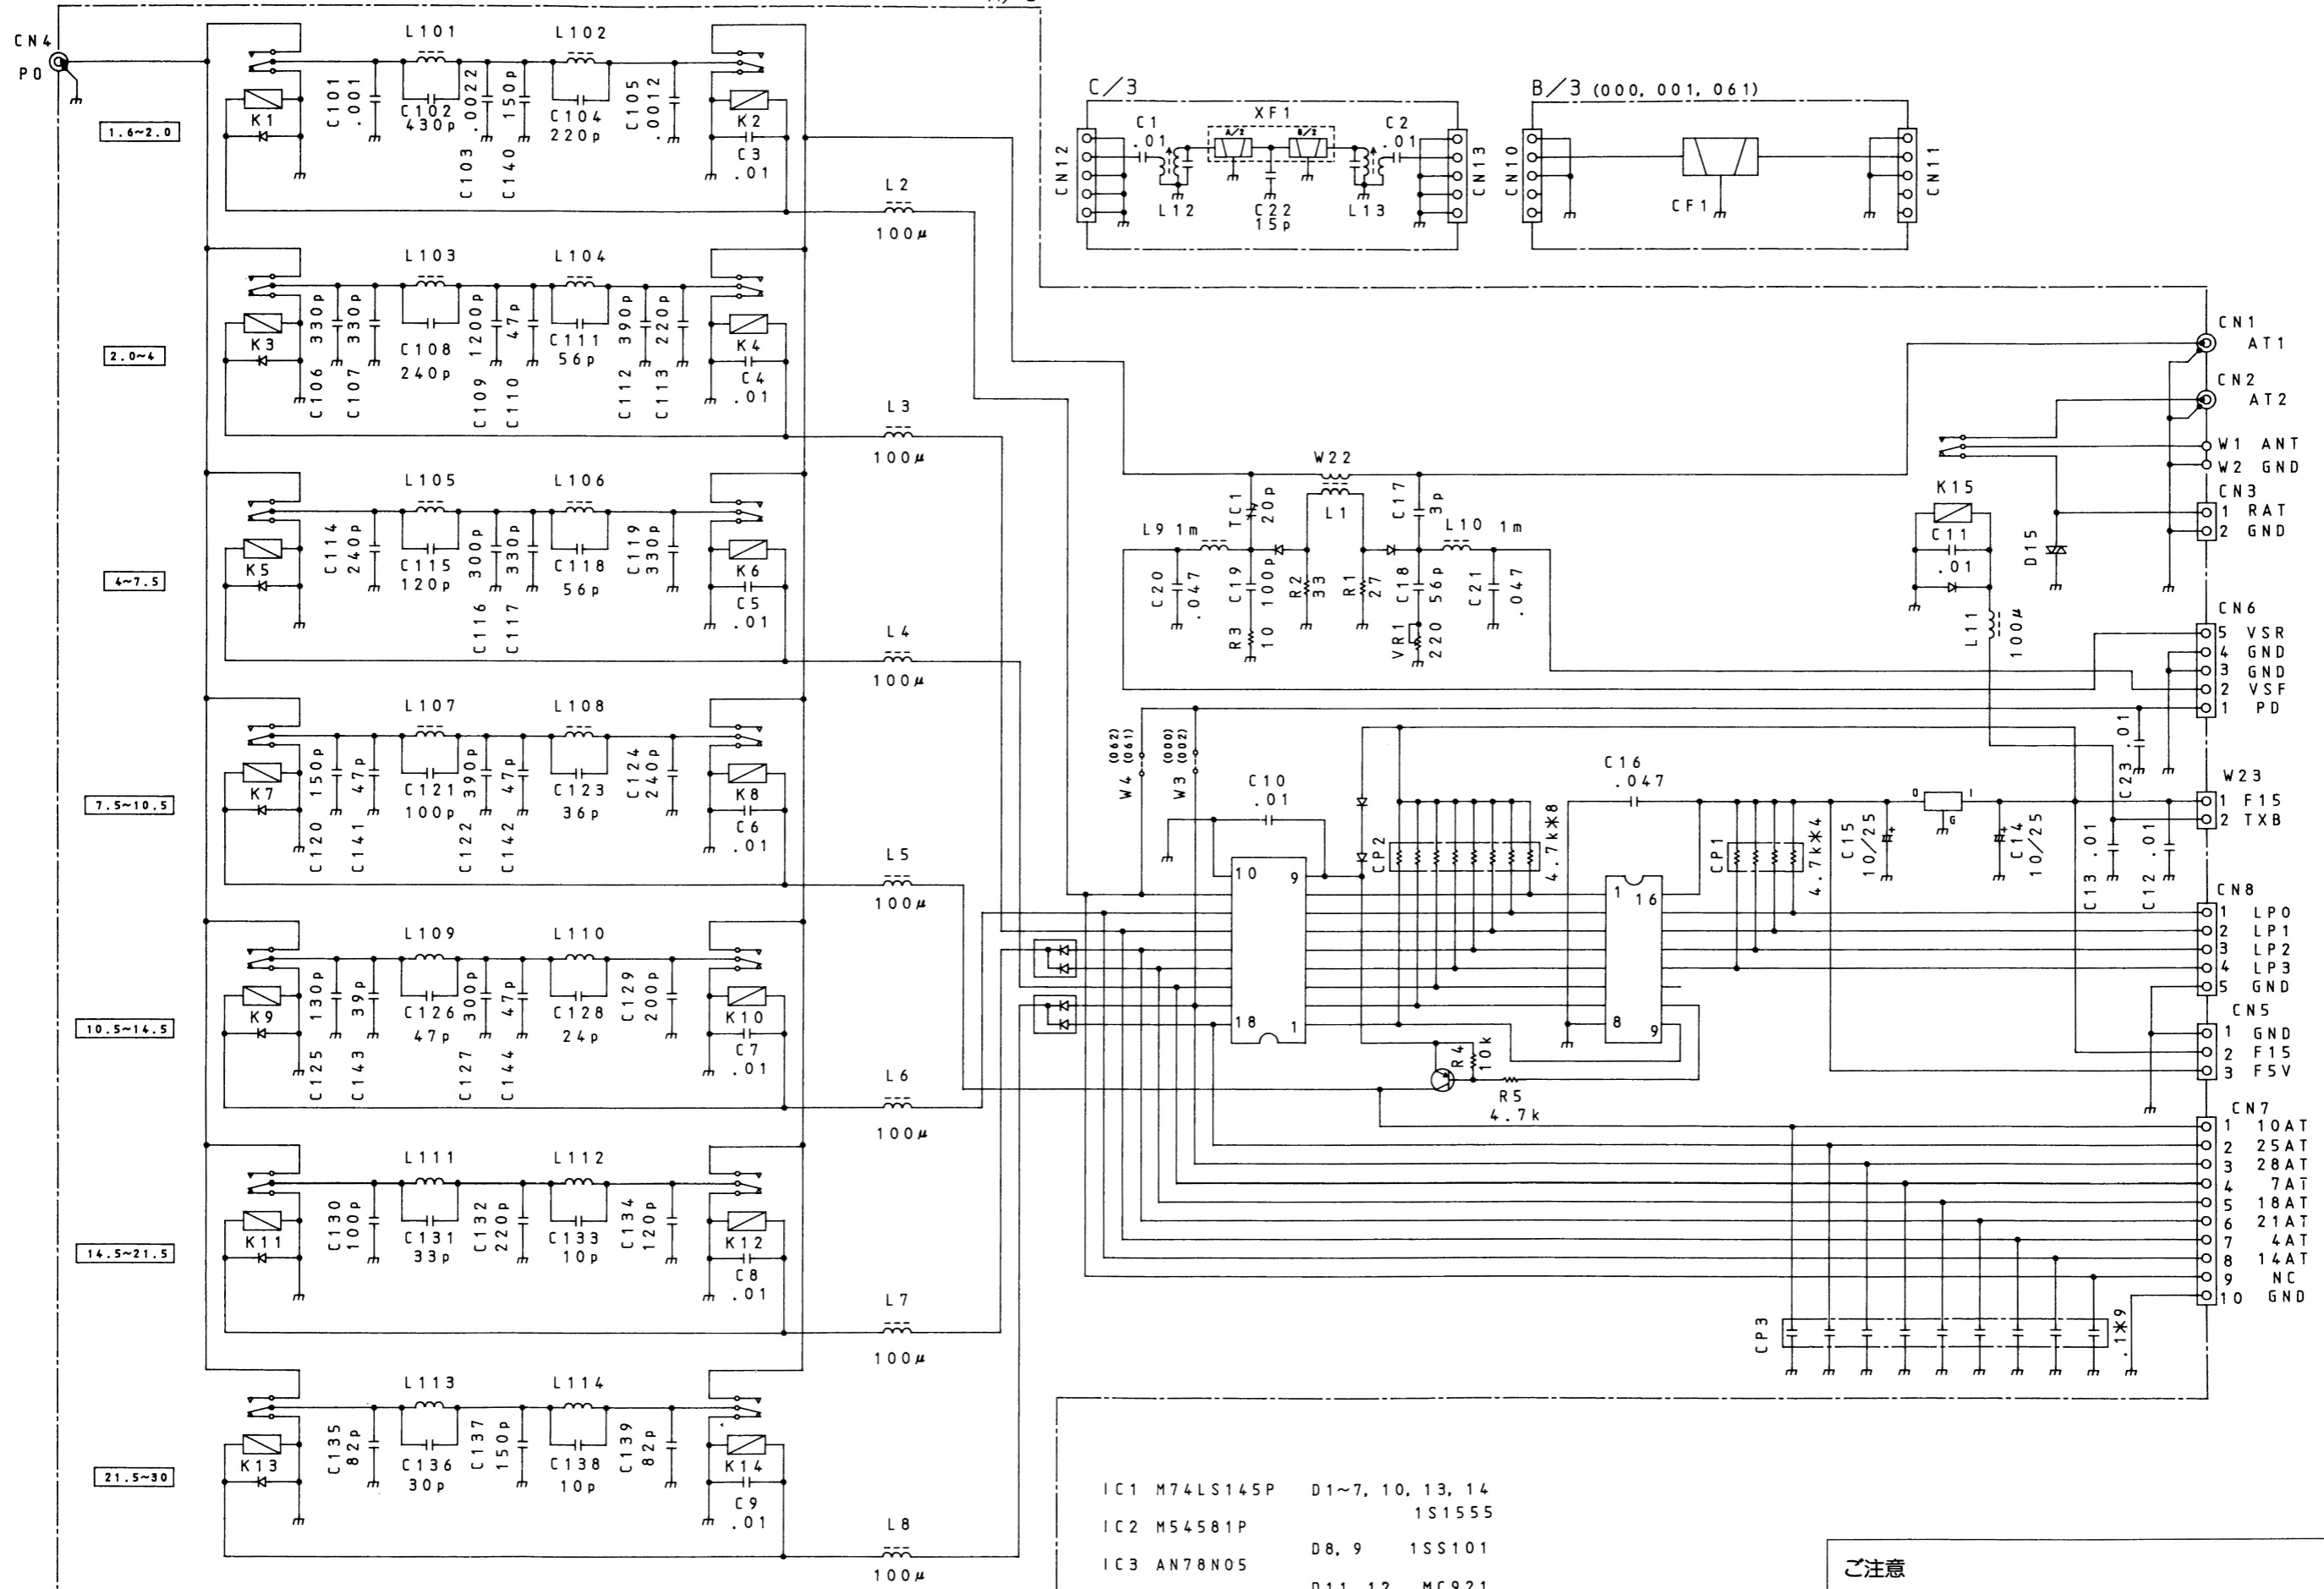 CN4
PO
1.6~2.0
L101
L102
C101 .001
C102
430p
C103 .0022
C140 150p
C104
220p
C105 .0012
K1
K2
C3
.01
L2
100μ
2.0~4
L103
L104
C106 330p
C107 330p
C108
240p
C109 1200p
C110 47p
C111
56p
C112 390p
C113 220p
K3
K4
C4
.01
L3
100μ
4~7.5
L105
L106
C114 240p
C115
120p
C116 300p
C117 330p
C118
56p
C119 330p
K5
K6
C5
.01
L4
100μ
7.5~10.5
L107
L108
C120 150p
C141 47p
C121
100p
C122 390p
C142 47p
C123
36p
C124 240p
K7
K8
C6
.01
L5
100μ
10.5~14.5
L109
L110
C125 130p
C143 39p
C126
47p
C127 300p
C144 47p
C128
24p
C129 200p
K9
K10
C7
.01
L6
100μ
14.5~21.5
L111
L112
C130 100p
C131
33p
C132 220p
C133
10p
C134 120p
K11
K12
C8
.01
L7
100μ
21.5~30
L113
L114
C135 82p
C136
30p
C137 150p
C138
10p
C139 82p
K13
K14
C9
.01
L8
100μ
C/3
CN12
C1
.01
L12
XF1
A/2
B/2
C22
15p
C2
.01
L13
CN13
B/3 (000, 001, 061)
CN10
CF1
CN11
CN1
AT1
CN2
AT2
W1 ANT
W2 GND
CN3
1 RAT
2 GND
K15
C11
.01
D15
L11 100μ
W22
L1
TC1 20p
C17 3p
L9 1m
L10 1m
C20 .047
C19 100p
R3 10
R2 33
R1 27
C18 56p
VR1 220
C21 .047
CN6
5 VSR
4 GND
3 GND
2 VSF
1 PD
W4 (062) (061)
W3 (000) (002)
C10
.01
C16
.047
C23 .01
W23
1 F15
2 TXB
CP2 4.7k*8
CP1 4.7k*4
C15 10/25
O G I
C14 10/25
C13 .01
C12 .01
10 9
18 1
1 16
8 9
R4 10k
R5
4.7k
CN8
1 LP0
2 LP1
3 LP2
4 LP3
5 GND
CN5
1 GND
2 F15
3 F5V
CN7
1 10AT
2 25AT
3 28AT
4 7AT
5 18AT
6 21AT
7 4AT
8 14AT
9 NC
10 GND
CP3 .1*9
IC1 M74LS145P
IC2 M54581P
IC3 AN78N05
D1~7, 10, 13, 14
1S1555
D8, 9 1SS101
D11, 12 MC921
ご注意